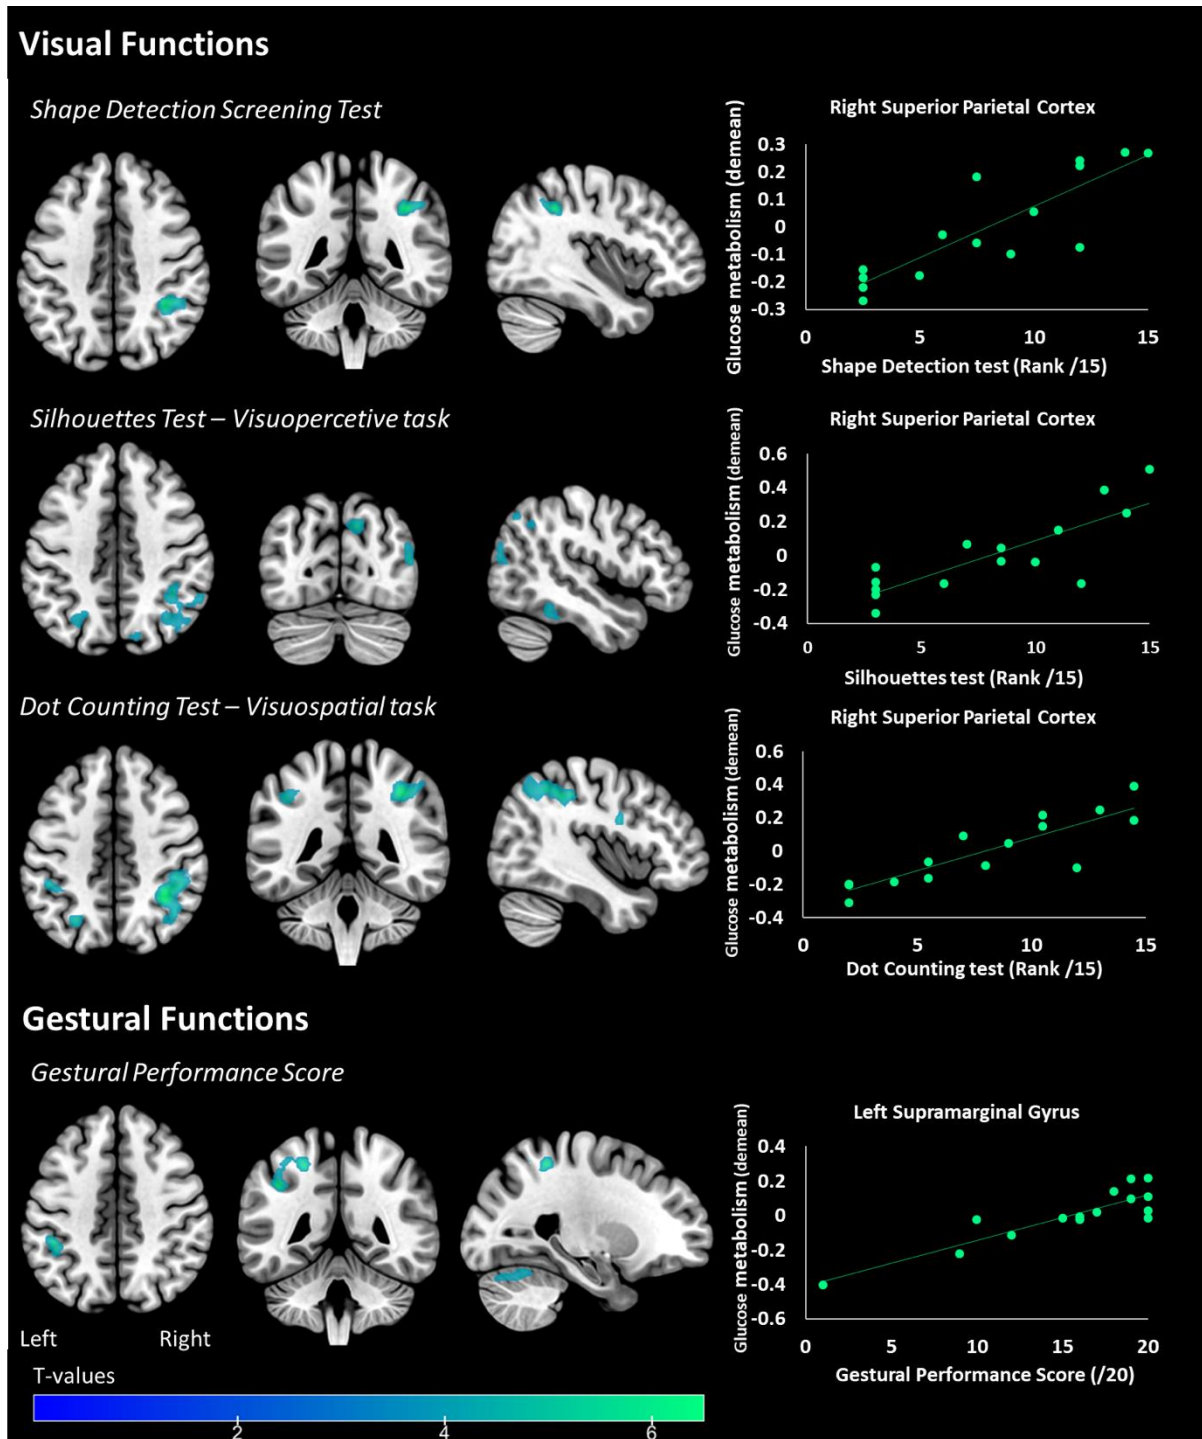 Visual Functions
Shape Detection Screening Test
Right Superior Parietal Cortex
Glucose metabolism (demean)
0.3
0.2
0.1
0
-0.1
-0.2
-0.3
0 5 10 15
Shape Detection test (Rank /15)
Silhouettes Test – Visuopercetive task
Right Superior Parietal Cortex
Glucose metabolism (demean)
0.6
0.4
0.2
0
-0.2
-0.4
0 5 10 15
Silhouettes test (Rank /15)
Dot Counting Test – Visuospatial task
Right Superior Parietal Cortex
Glucose metabolism (demean)
0.6
0.4
0.2
0
-0.2
-0.4
0 5 10 15
Dot Counting test (Rank /15)
Gestural Functions
Gestural Performance Score
Left Supramarginal Gyrus
Glucose metabolism (demean)
0.4
0.2
0
-0.2
-0.4
-0.6
0 5 10 15 20
Gestural Performance Score (/20)
Left Right
T-values
2 4 6